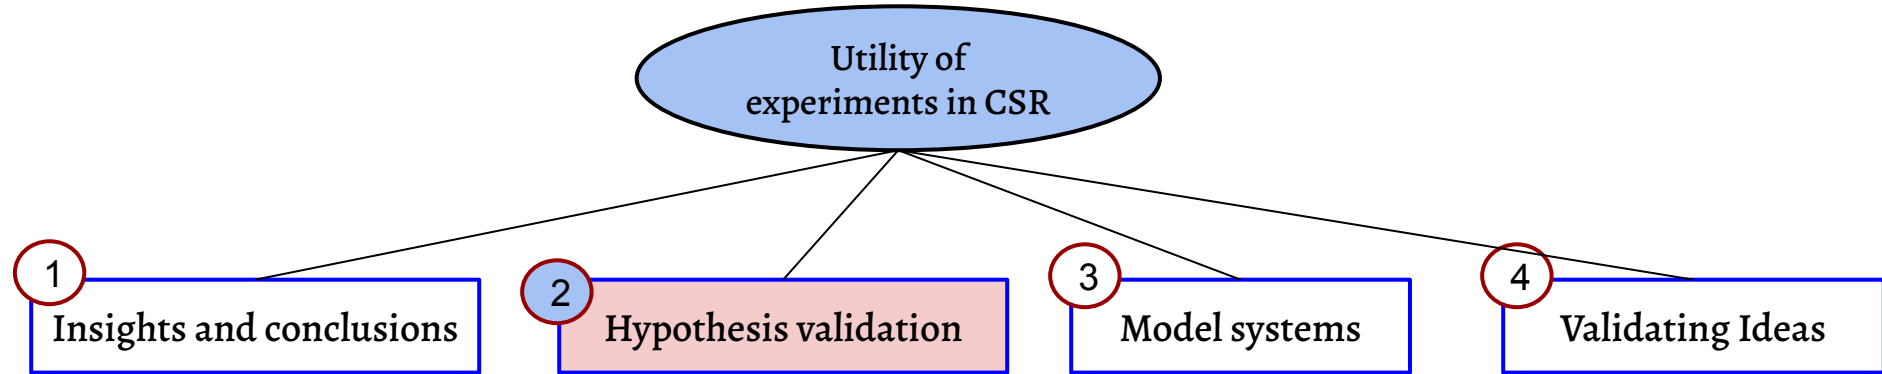 Utility of
experiments in CSR
1
Insights and conclusions
2
Hypothesis validation
3
Model systems
4
Validating Ideas